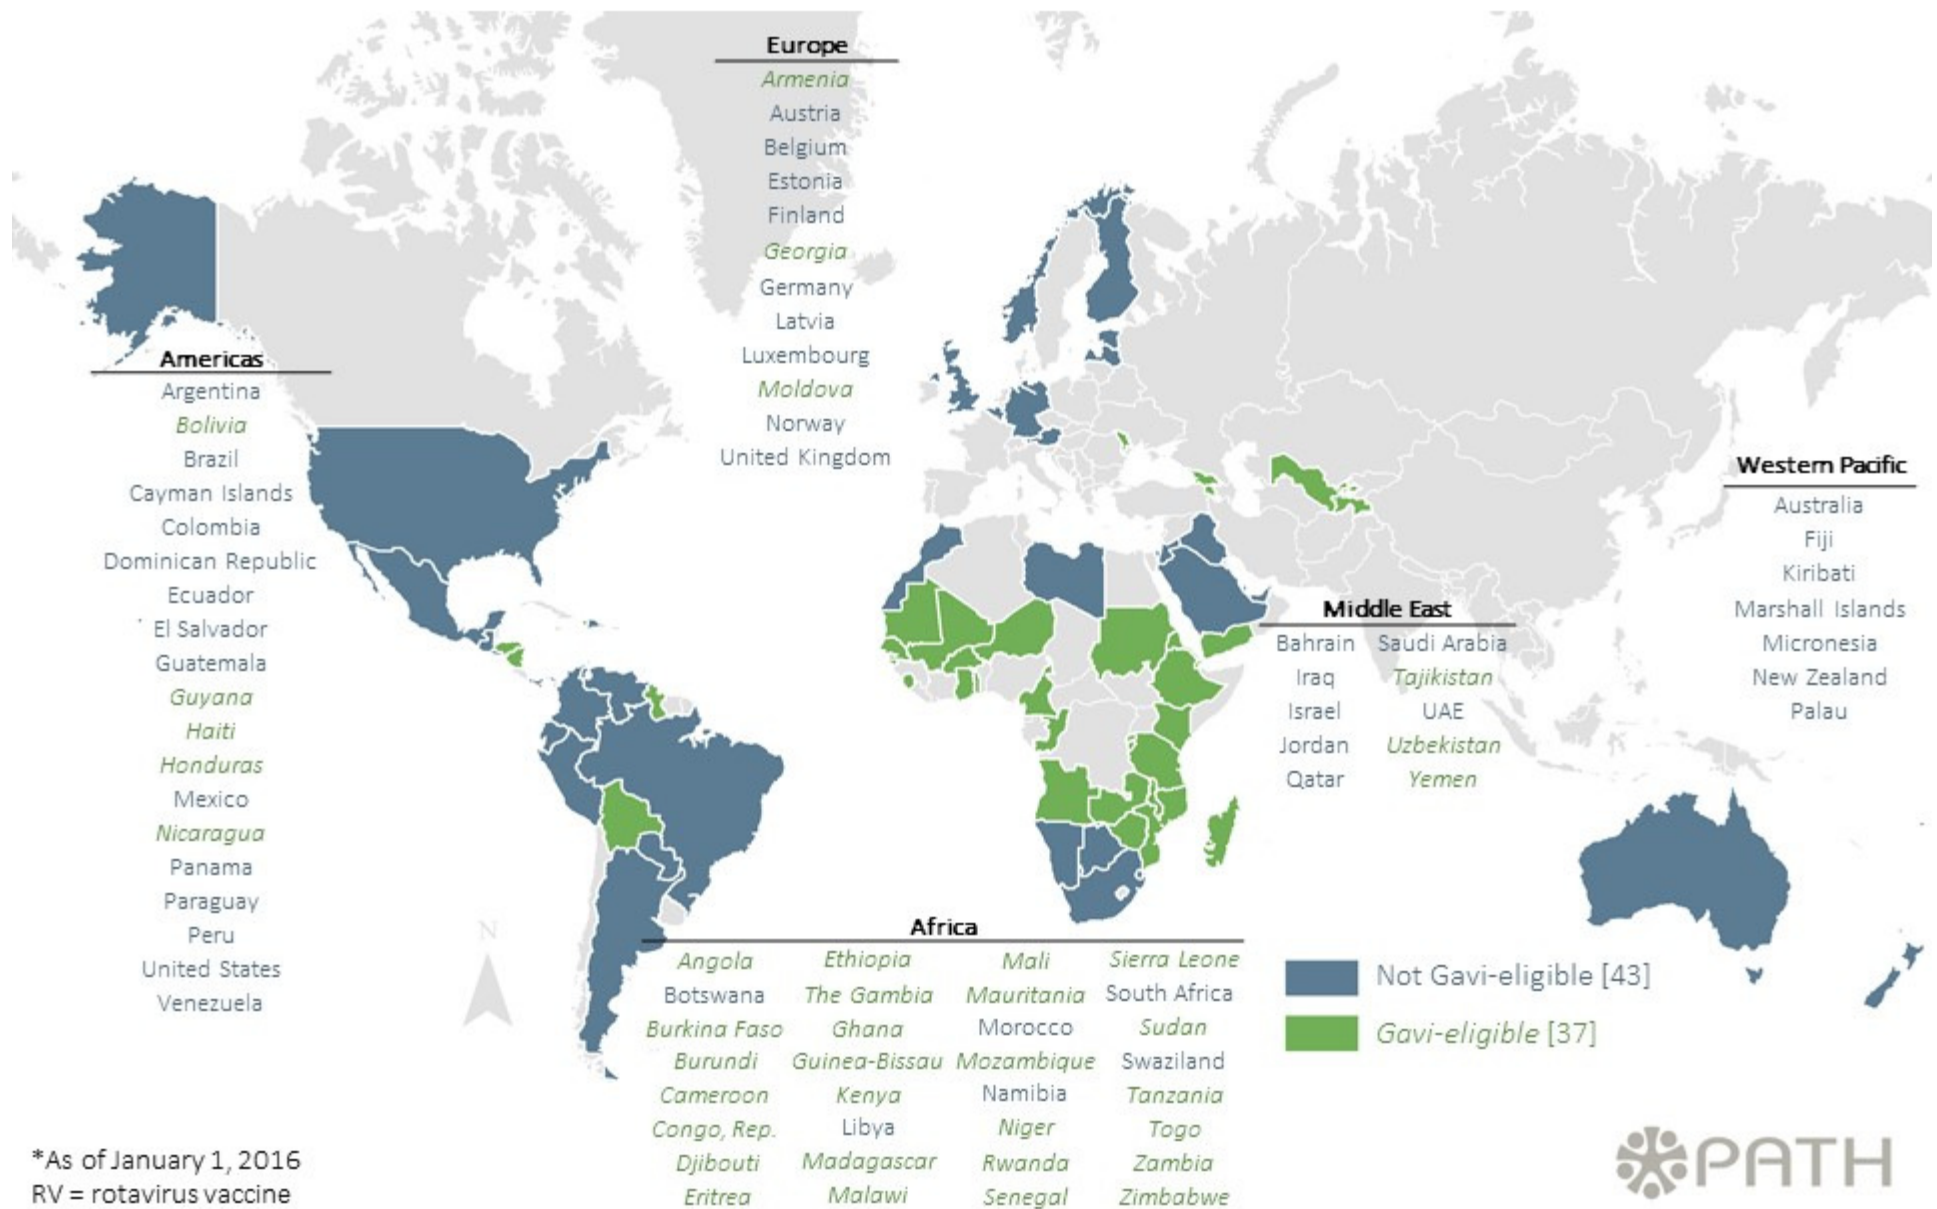 Europe
Armenia
Austria
Belgium
Estonia
Finland
Georgia
Germany
Latvia
Luxembourg
Moldova
Norway
United Kingdom
Americas
Argentina
Bolivia
Brazil
Cayman Islands
Colombia
Dominican Republic
Ecuador
El Salvador
Guatemala
Guyana
Haiti
Honduras
Mexico
Nicaragua
Panama
Paraguay
Peru
United States
Venezuela
Western Pacific
Australia
Fiji
Kiribati
Marshall Islands
Micronesia
New Zealand
Palau
Middle East
Bahrain Saudi Arabia
Iraq Tajikistan
Israel UAE
Jordan Uzbekistan
Qatar Yemen
N
Africa
Angola Ethiopia Mali Sierra Leone
Botswana The Gambia Mauritania South Africa
Burkina Faso Ghana Morocco Sudan
Burundi Guinea-Bissau Mozambique Swaziland
Cameroon Kenya Namibia Tanzania
Congo, Rep. Libya Niger Togo
Djibouti Madagascar Rwanda Zambia
Eritrea Malawi Senegal Zimbabwe
Not Gavi-eligible [43]
Gavi-eligible [37]
*As of January 1, 2016
RV = rotavirus vaccine
PATH